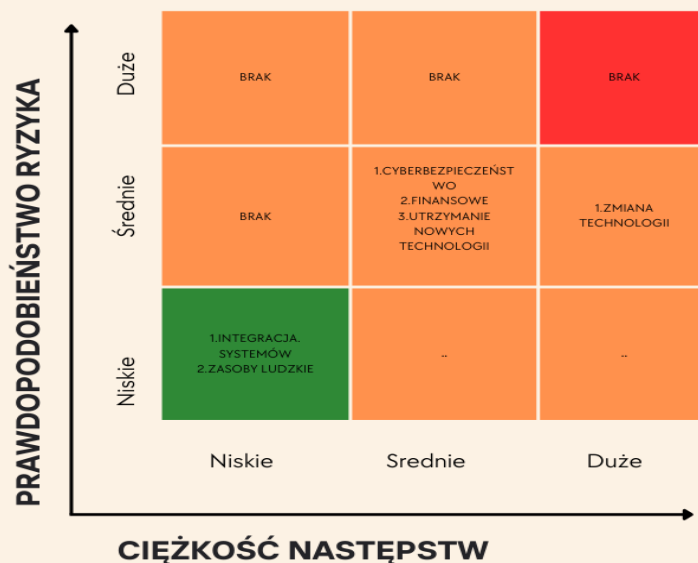 PRAWDOPODOBIEŃSTWO RYZYKA
Duże
BRAK
BRAK
BRAK
Średnie
BRAK
1.CYBERBEZPIECZEŃST
WO
2.FINANSOWE
3.UTRZYMANIE
NOWYCH
TECHNOLOGII
1.ZMIANA
TECHNOLOGII
Niskie
1.INTEGRACJA.
SYSTEMÓW
2.ZASOBY LUDZKIE
..
..
Niskie
Srednie
Duże
CIĘŻKOŚĆ NASTĘPSTW